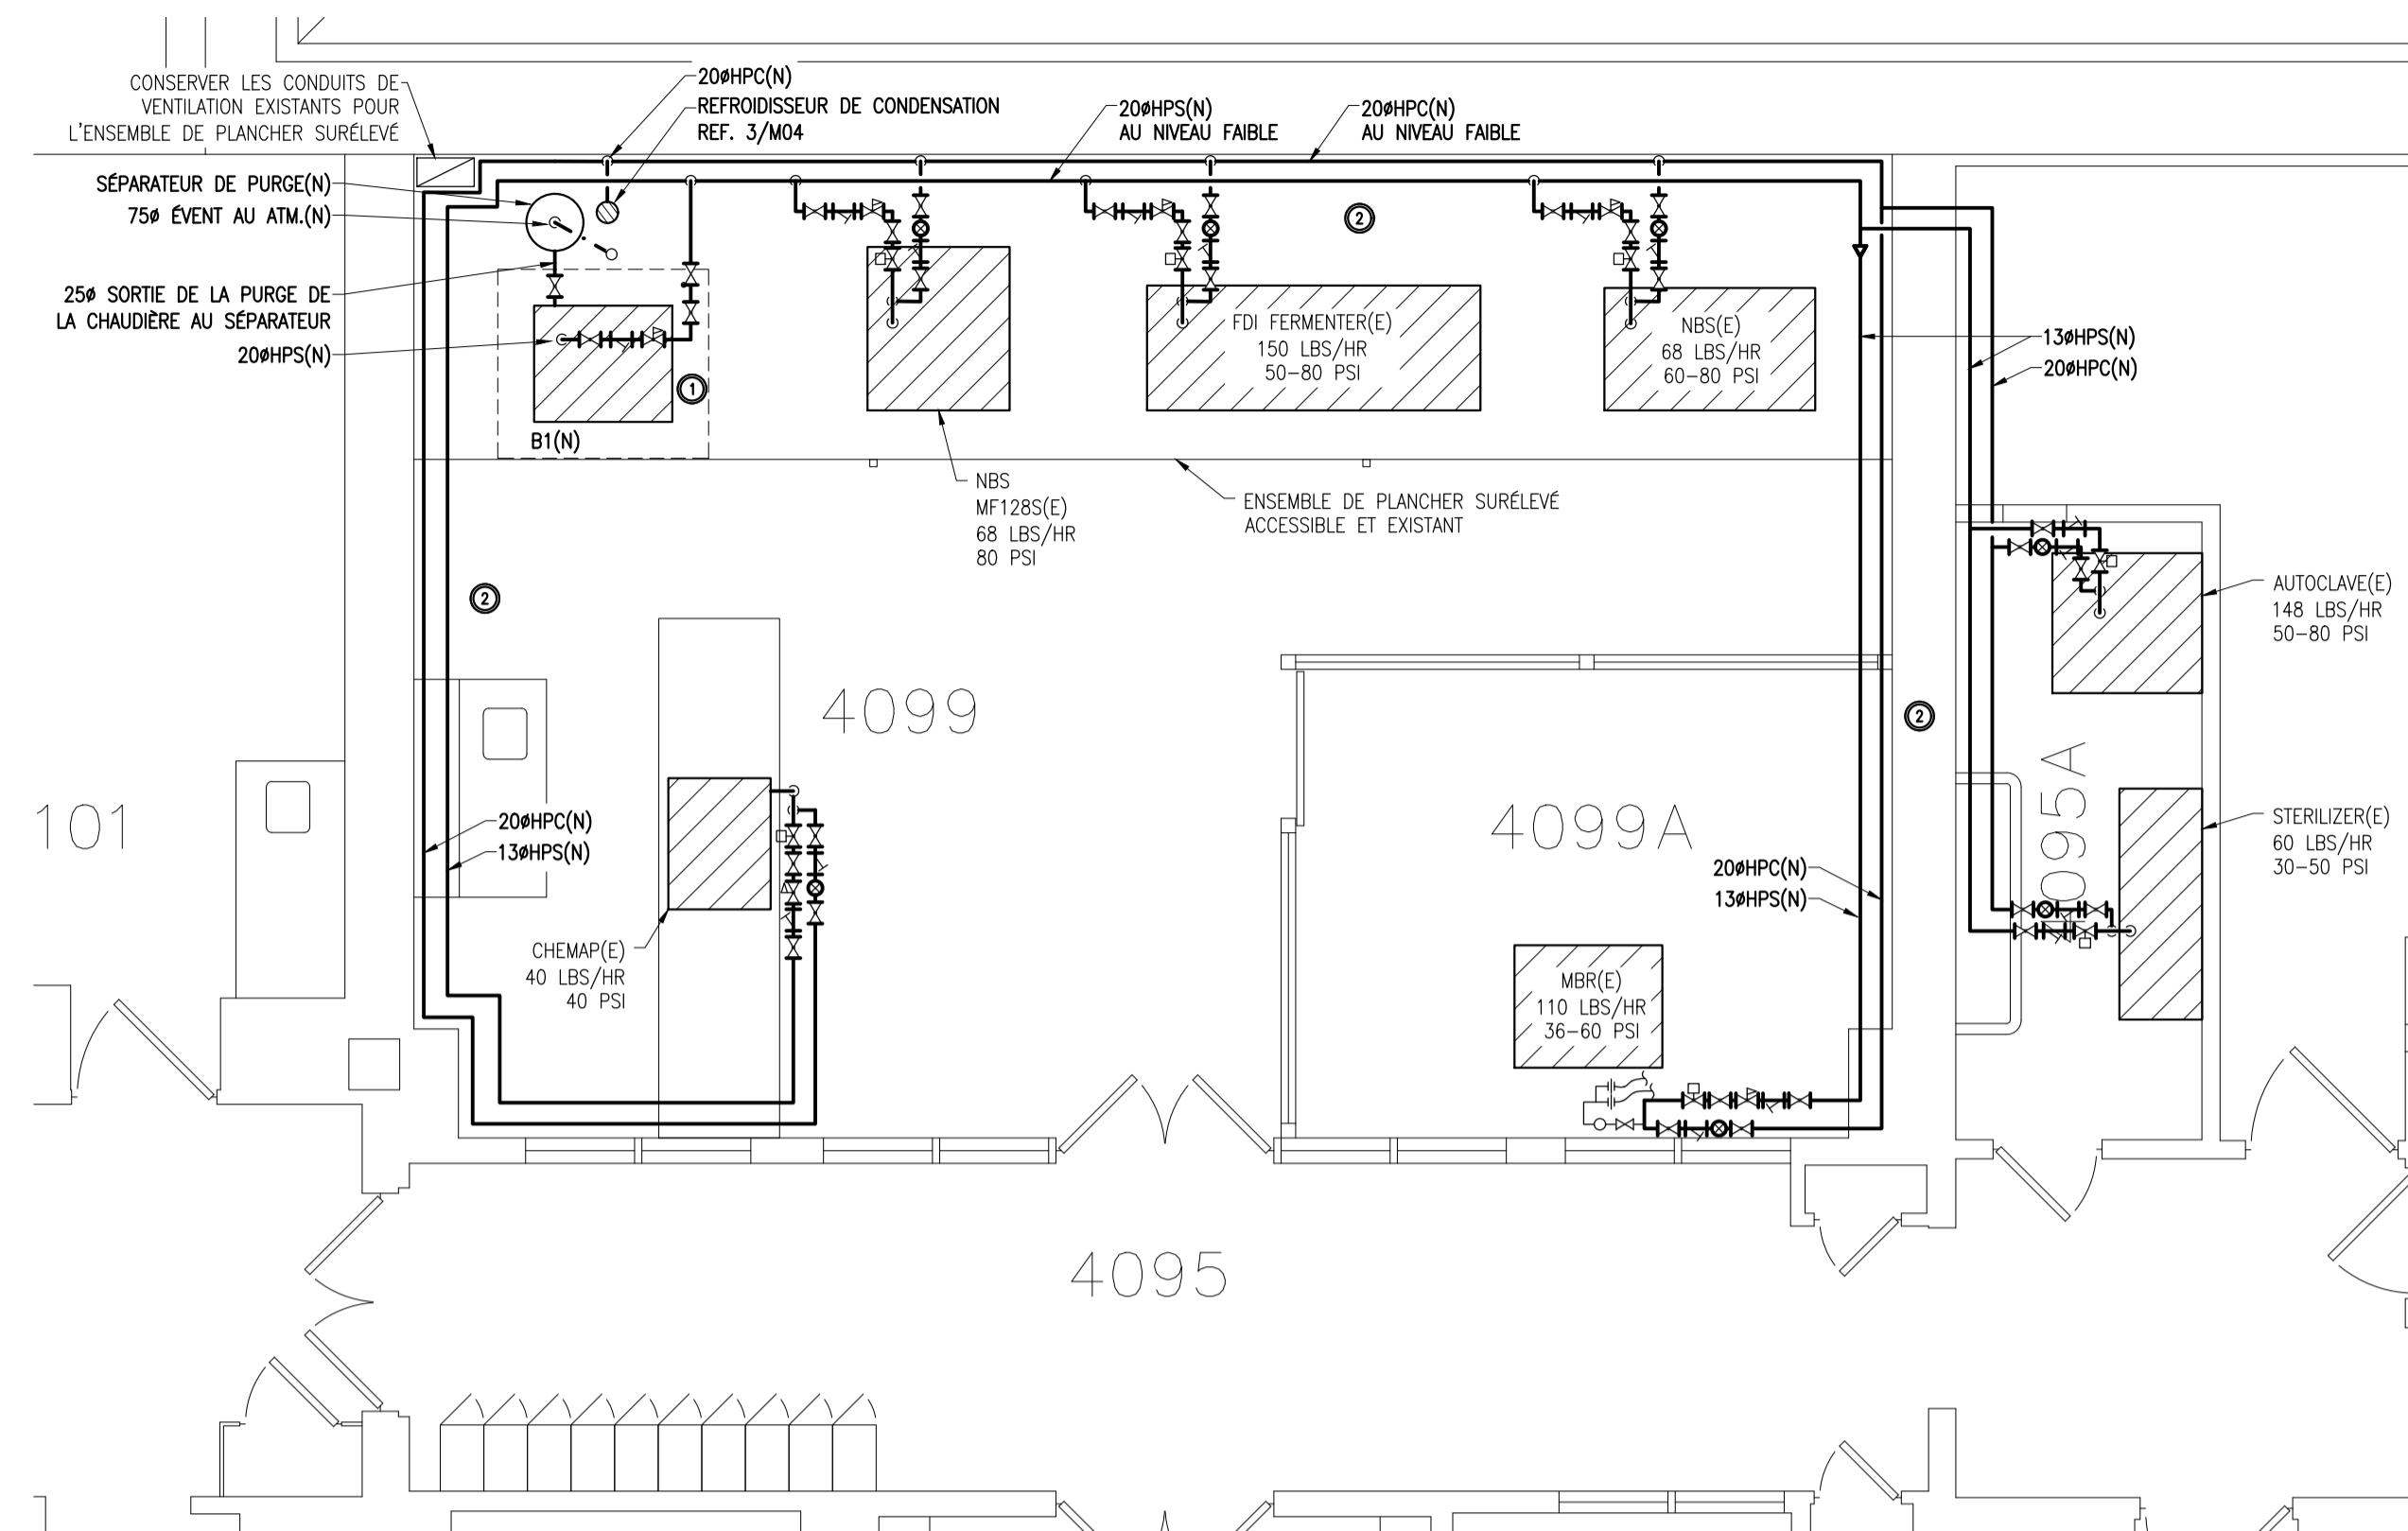 CONSERVER LES CONDUITS DE
VENTILATION EXISTANTS POUR
L'ENSEMBLE DE PLANCHER SURÉLEVÉ
20øHPC(N)
REFROIDISSEUR DE CONDENSATION
REF. 3/M04
20øHPS(N)
AU NIVEAU FAIBLE
20øHPC(N)
AU NIVEAU FAIBLE
SÉPARATEUR DE PURGE(N)
75ø ÉVENT AU ATM.(N)
25ø SORTIE DE LA PURGE DE
LA CHAUDIÈRE AU SÉPARATEUR
20øHPS(N)
2
1
B1(N)
FDI FERMENTER(E)
150 LBS/HR
50-80 PSI
NBS(E)
68 LBS/HR
60-80 PSI
13øHPS(N)
20øHPC(N)
NBS
MF128S(E)
68 LBS/HR
80 PSI
ENSEMBLE DE PLANCHER SURÉLEVÉ
ACCESSIBLE ET EXISTANT
2
AUTOCLAVE(E)
148 LBS/HR
50-80 PSI
4099
2
101
20øHPC(N)
13øHPS(N)
4099A
095A
STERILIZER(E)
60 LBS/HR
30-50 PSI
20øHPC(N)
13øHPS(N)
CHEMAP(E)
40 LBS/HR
40 PSI
MBR(E)
110 LBS/HR
36-60 PSI
4095